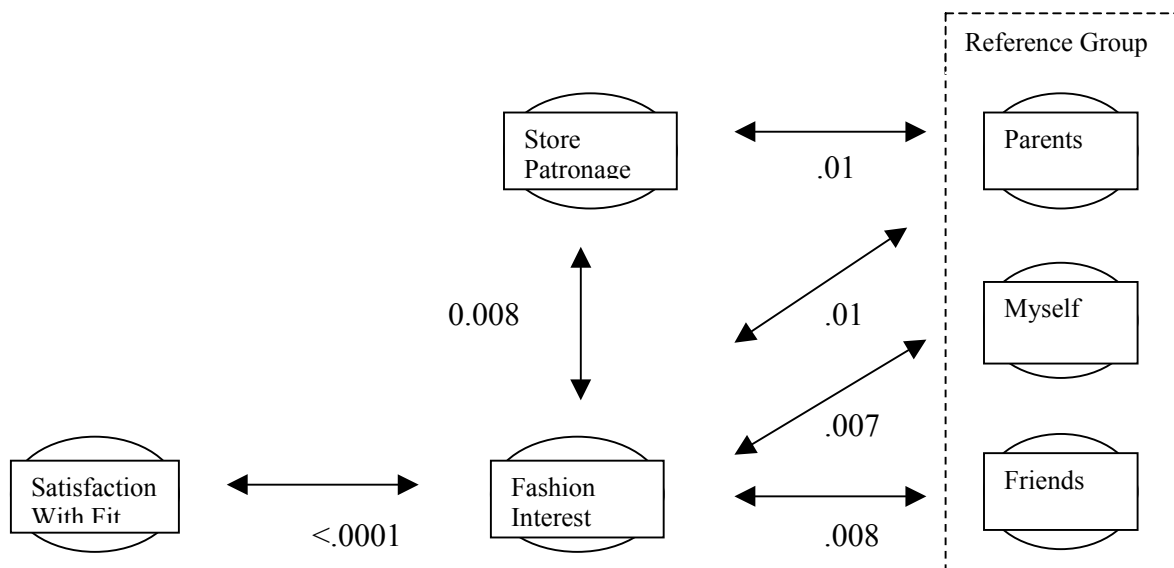 Reference Group
Store
Patronage
Parents
.01
Myself
0.008
.01
.007
Satisfaction
With Fit
Fashion
Interest
Friends
<.0001
.008